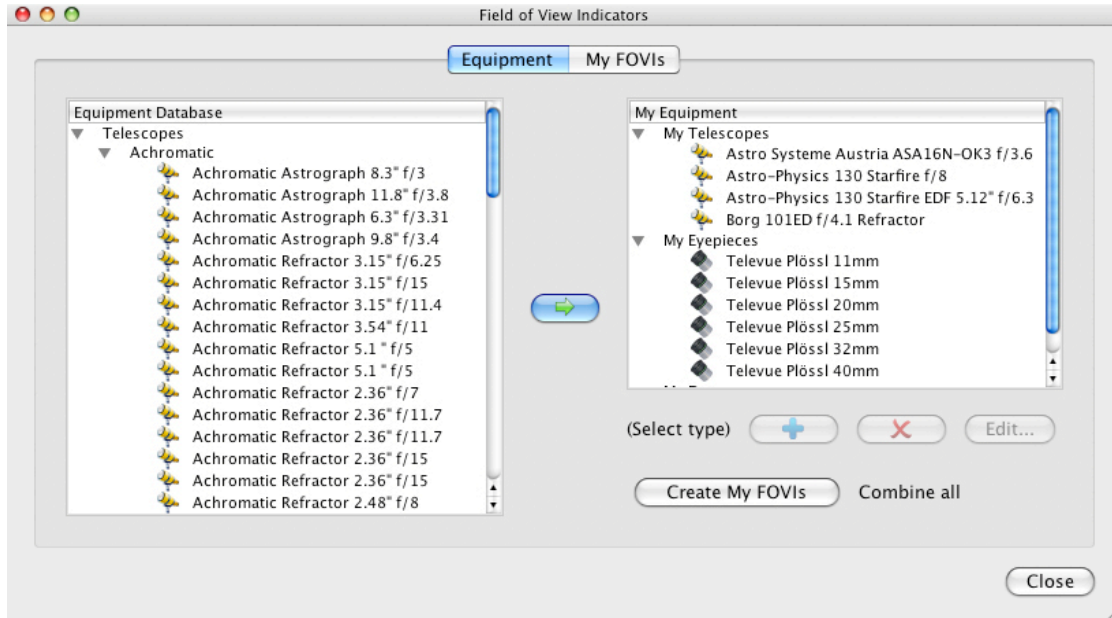 Field of View Indicators
Equipment
My FOVIs
Equipment Database
Telescopes
Achromatic
Achromatic Astrograph 8.3" f/3
Achromatic Astrograph 11.8" f/3.8
Achromatic Astrograph 6.3" f/3.31
Achromatic Astrograph 9.8" f/3.4
Achromatic Refractor 3.15" f/6.25
Achromatic Refractor 3.15" f/15
Achromatic Refractor 3.15" f/11.4
Achromatic Refractor 3.54" f/11
Achromatic Refractor 5.1 " f/5
Achromatic Refractor 5.1 " f/5
Achromatic Refractor 2.36" f/7
Achromatic Refractor 2.36" f/11.7
Achromatic Refractor 2.36" f/11.7
Achromatic Refractor 2.36" f/15
Achromatic Refractor 2.36" f/15
Achromatic Refractor 2.48" f/8
My Equipment
My Telescopes
Astro Systeme Austria ASA16N-OK3 f/3.6
Astro-Physics 130 Starfire f/8
Astro-Physics 130 Starfire EDF 5.12" f/6.3
Borg 101ED f/4.1 Refractor
My Eyepieces
Televue Plössl 11mm
Televue Plössl 15mm
Televue Plössl 20mm
Televue Plössl 25mm
Televue Plössl 32mm
Televue Plössl 40mm
(Select type)
Edit...
Create My FOVIs
Combine all
Close